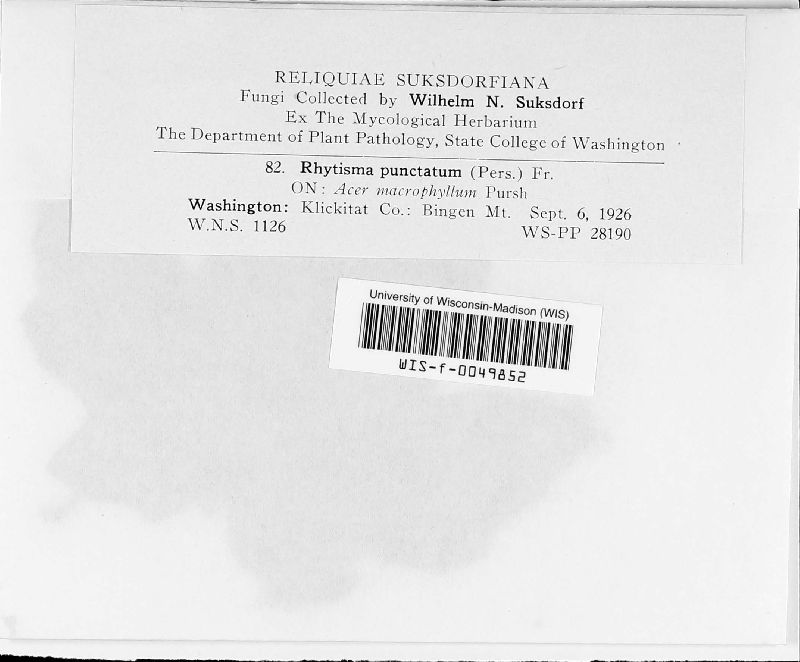 RELIQUIAE SUKSDORFIANA
Fungi Collected by Wilhelm N. Suksdorf
Ex The Mycological Herbarium
The Department of Plant Pathology, State College of Washington
82. Rhytisma punctatum (Pers.) Fr.
ON: Acer macrophyllum Pursh
Washington: Klickitat Co.: Bingen Mt. Sept. 6, 1926
W.N.S. 1126 WS-PP 28190
University of Wisconsin-Madison (WIS)
WIS-f-0049852